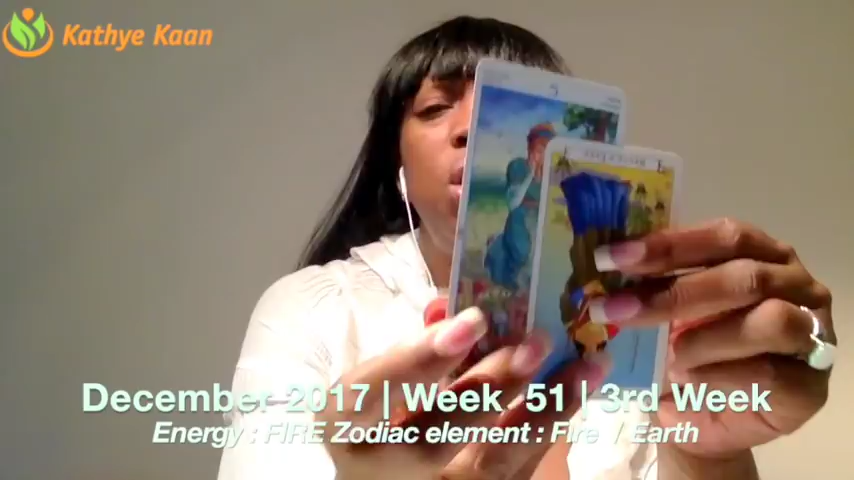 Kathye Kaan
December 2017 | Week 51 | 3rd Week
Energy : FIRE Zodiac element : Fire / Earth